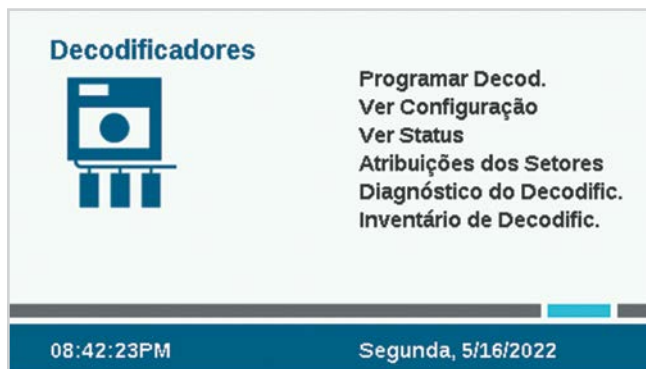 Decodificadores
Programar Decod.
Ver Configuração
Ver Status
Atribuições dos Setores
Diagnóstico do Decodific.
Inventário de Decodific.
08:42:23PM
Segunda, 5/16/2022